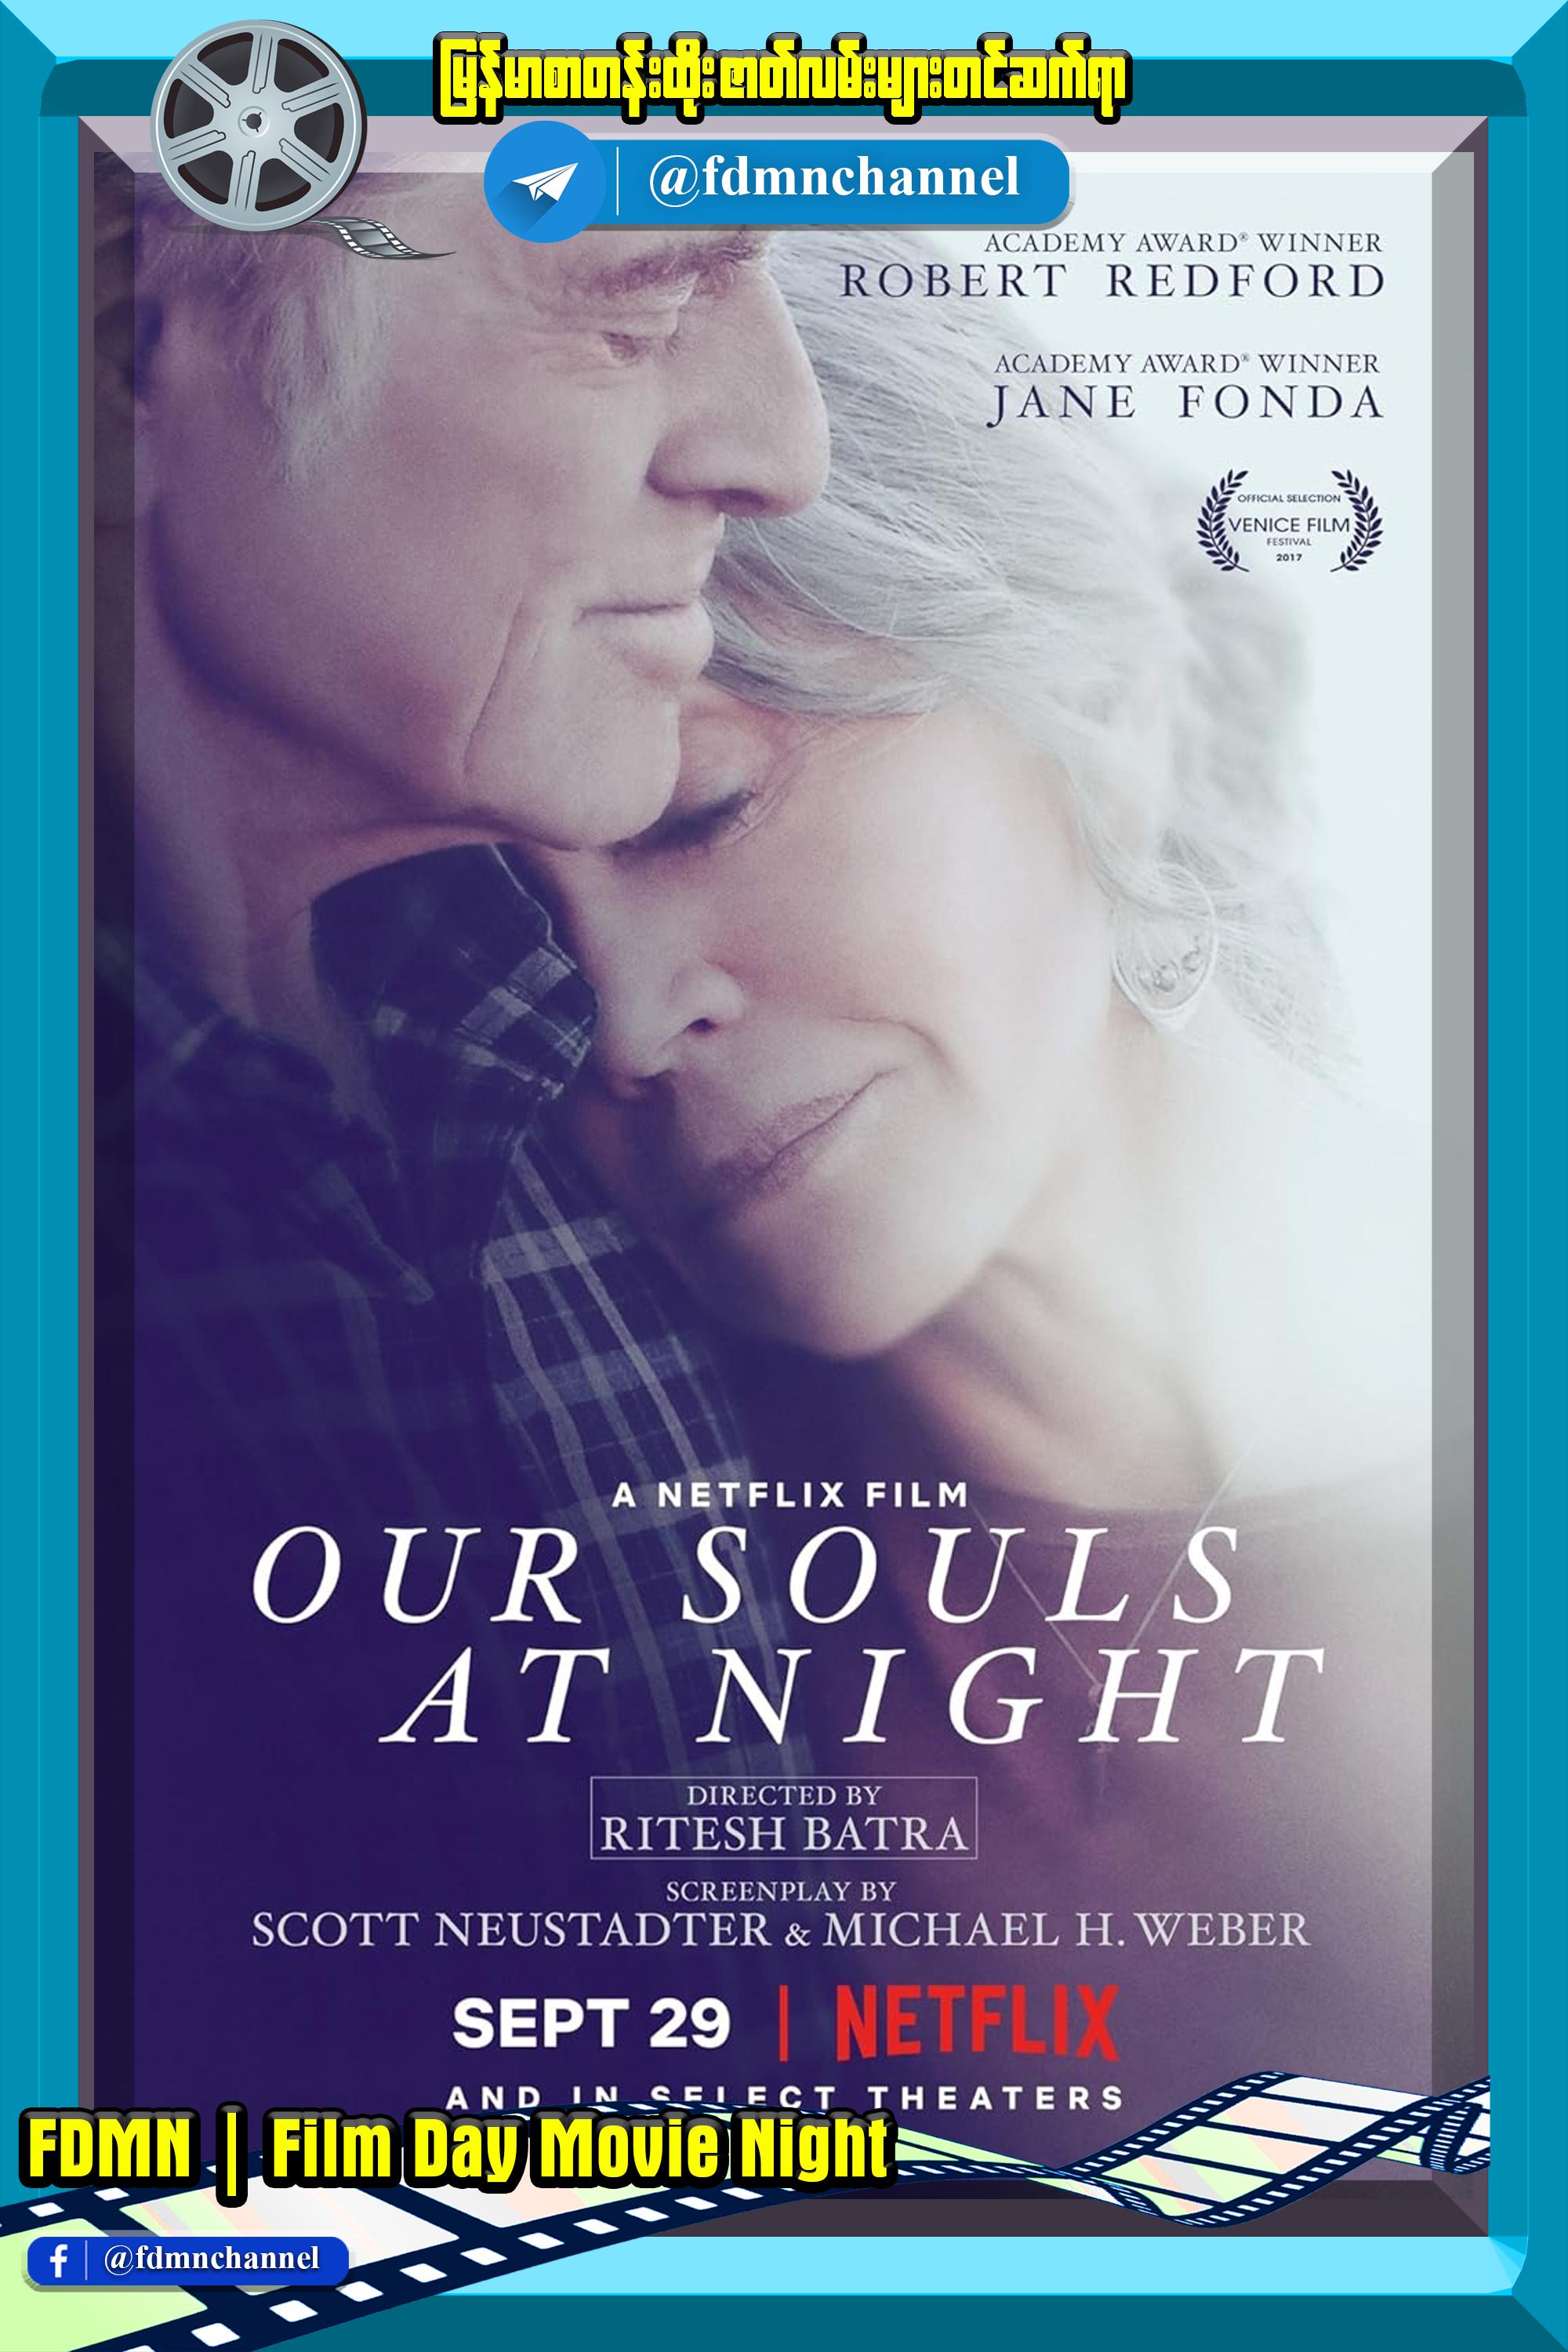 မြန်မာစာတန်းထိုးဇာတ်လမ်းများတင်ဆက်ရာ
@fdmnchannel
ACADEMY AWARD® WINNER
ROBERT REDFORD
ACADEMY AWARD® WINNER
JANE FONDA
OFFICIAL SELECTION
VENICE FILM
FESTIVAL
2017
A NETFLIX FILM
OUR SOULS
AT NIGHT
DIRECTED BY
RITESH BATRA
SCREENPLAY BY
SCOTT NEUSTADTER & MICHAEL H. WEBER
SEPT 29 | NETFLIX
AND IN SELECT THEATERS
FDMN | Film Day Movie Night
@fdmnchannel